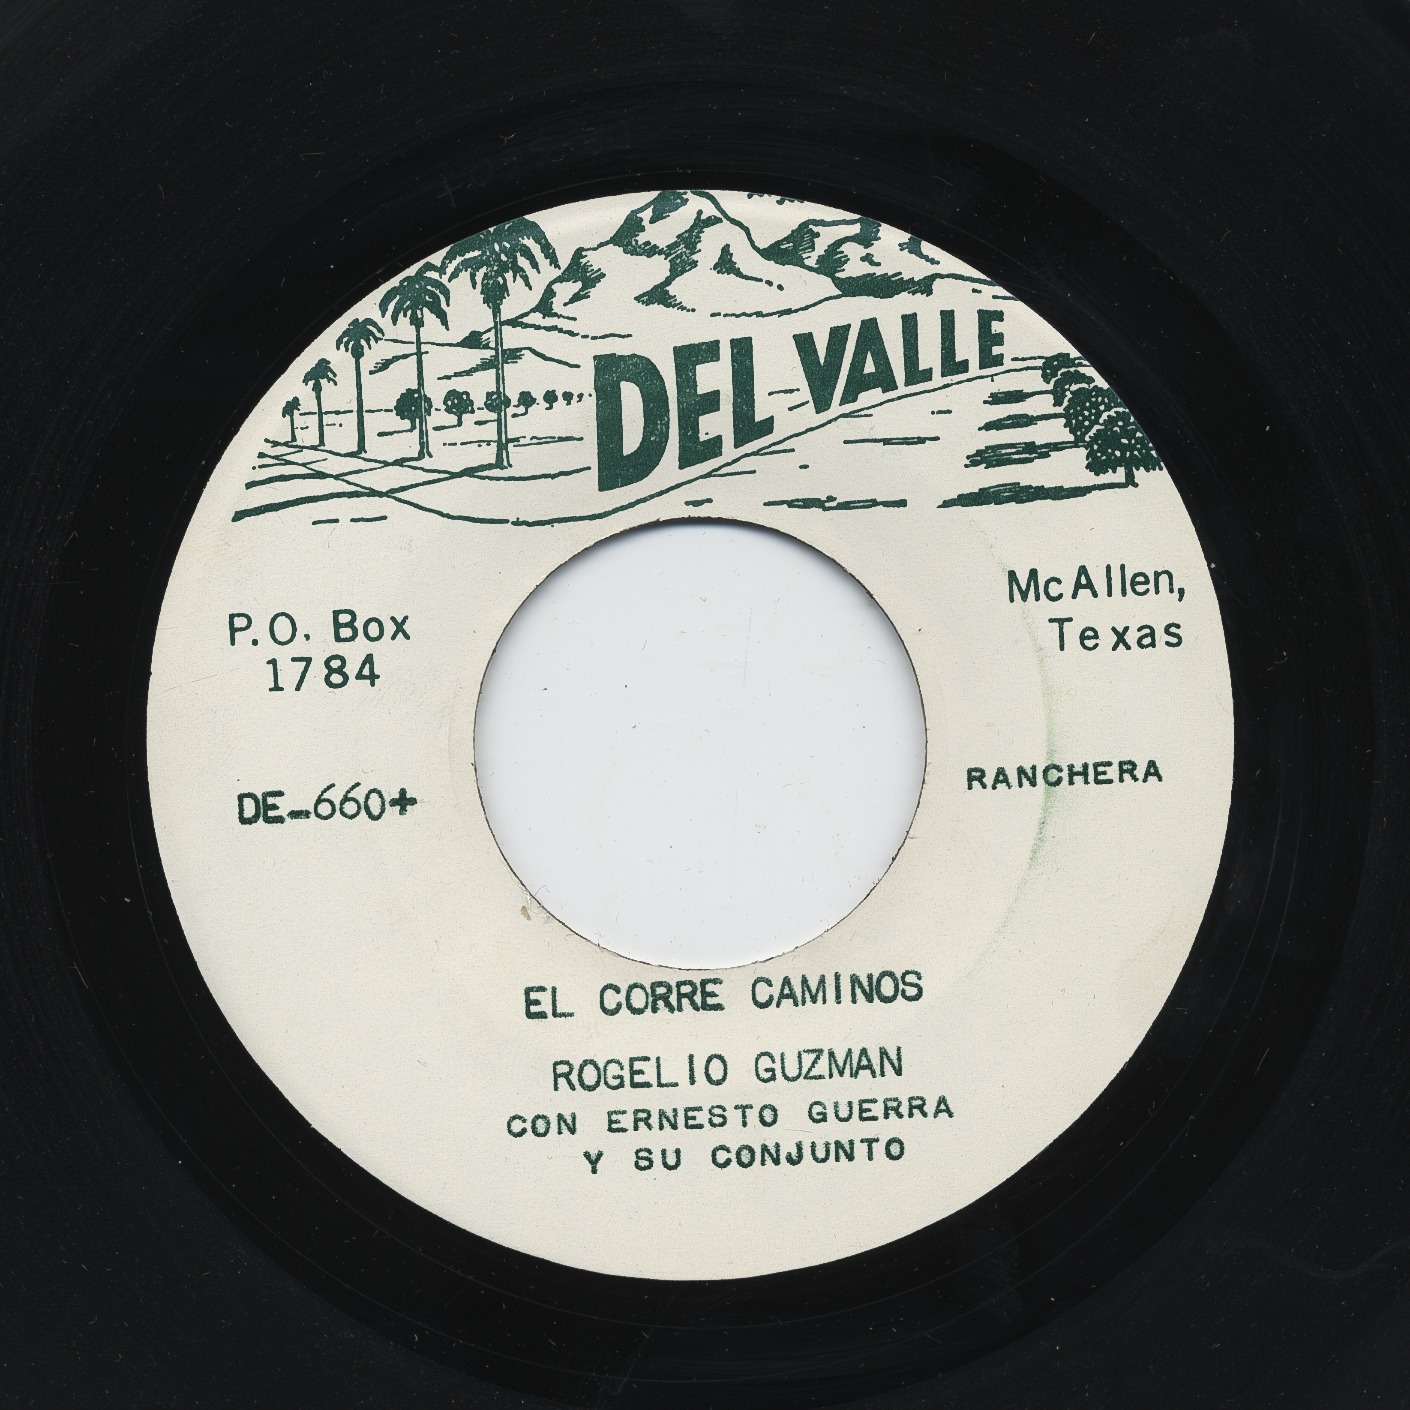 DEL VALLE
P.O. Box
1784
McAllen,
Texas
DE-660+
RANCHERA
EL CORRE CAMINOS
ROGELIO GUZMAN
CON ERNESTO GUERRA
Y SU CONJUNTO